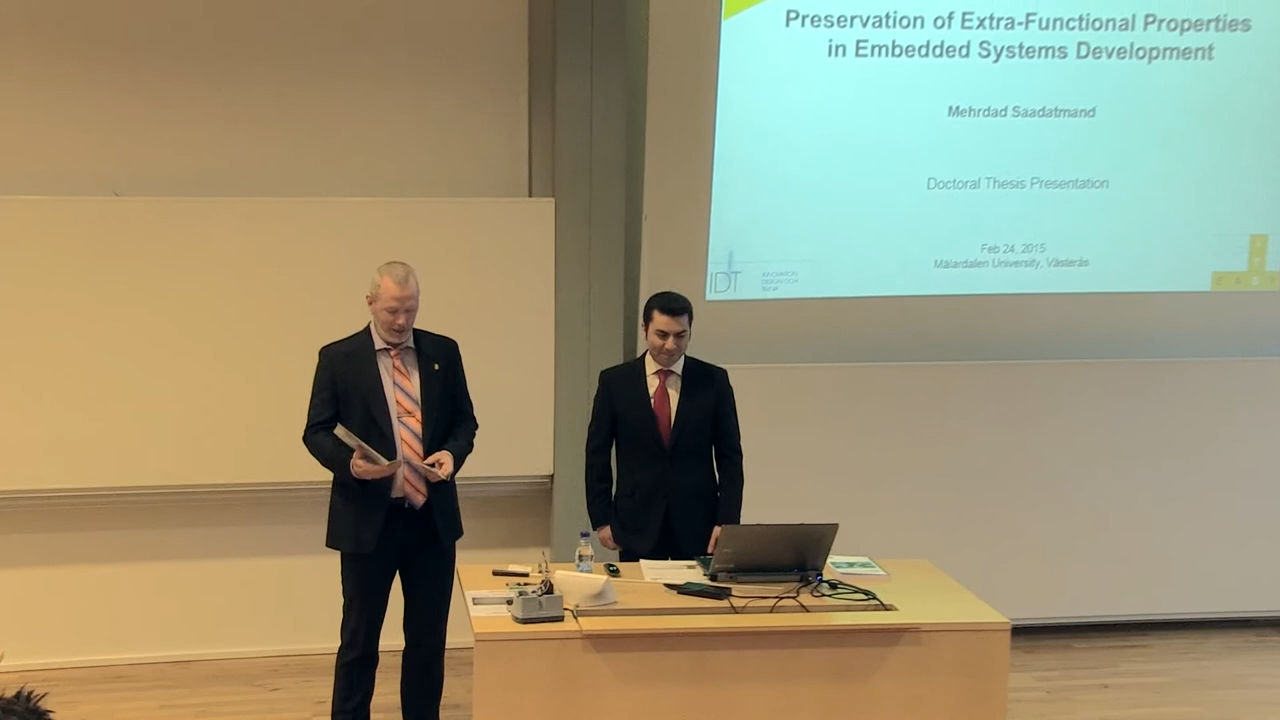 Preservation of Extra-Functional Properties
in Embedded Systems Development
Mehrdad Saadatmand
Doctoral Thesis Presentation
Feb 24, 2015
Mälardalen University, Västerås
IDT